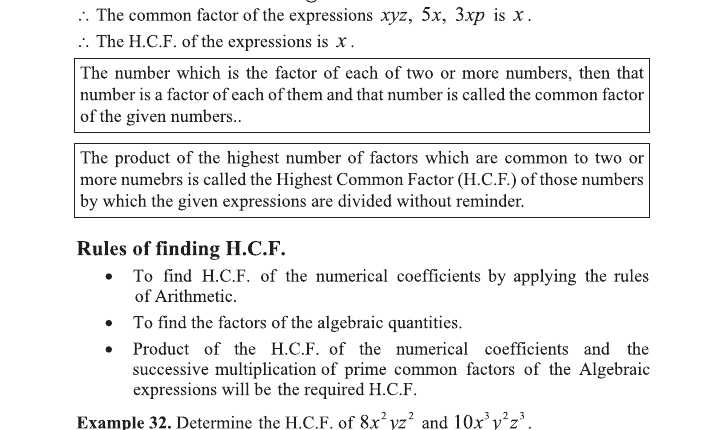 ∴ The common factor of the expressions xyz, 5x, 3xp is x.
∴ The H.C.F. of the expressions is x.
The number which is the factor of each of two or more numbers, then that
number is a factor of each of them and that number is called the common factor
of the given numbers..
The product of the highest number of factors which are common to two or
more numebrs is called the Highest Common Factor (H.C.F.) of those numbers
by which the given expressions are divided without reminder.
Rules of finding H.C.F.
• To find H.C.F. of the numerical coefficients by applying the rules
of Arithmetic.
• To find the factors of the algebraic quantities.
• Product of the H.C.F. of the numerical coefficients and the
successive multiplication of prime common factors of the Algebraic
expressions will be the required H.C.F.
Example 32. Determine the H.C.F. of 8x²yz² and 10x³y²z³.